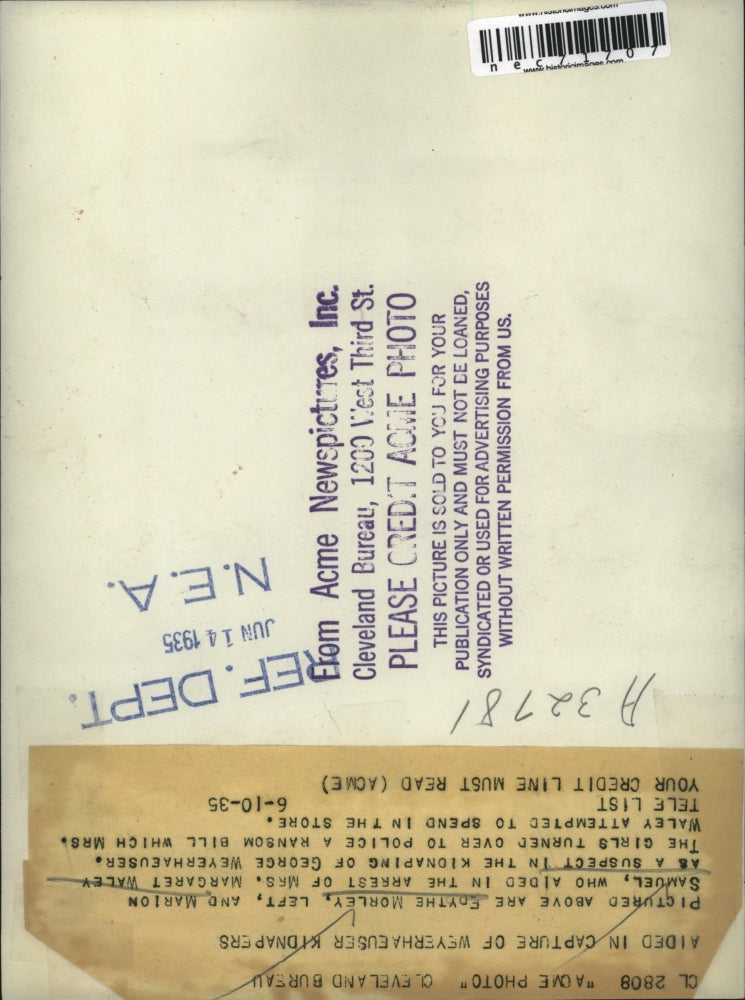 www.historicimages.com
nec71707
www.historicimages.com
From Acme Newspictures, Inc.
Cleveland Bureau, 1200 West Third St.
PLEASE CREDIT ACME PHOTO
THIS PICTURE IS SOLD TO YOU FOR YOUR
PUBLICATION ONLY AND MUST NOT BE LOANED,
SYNDICATED OR USED FOR ADVERTISING PURPOSES
WITHOUT WRITTEN PERMISSION FROM US.
REF. DEPT.
JUN 14 1935
N.E.A.
A 32781
CL 2808 "ACME PHOTO" CLEVELAND BUREAU
AIDED IN CAPTURE OF WEYERHAEUSER KIDNAPERS
PICTURED ABOVE ARE EDYTHE MORLEY, LEFT, AND MARION
SAMUEL, WHO AIDED IN THE ARREST OF MRS. MARGARET WALEY
AS A SUSPECT IN THE KIDNAPING OF GEORGE WEYERHAEUSER.
THE GIRLS TURNED OVER TO POLICE A RANSOM BILL WHICH MRS.
WALEY ATTEMPTED TO SPEND IN THE STORE.
TELE LIST 6-10-35
YOUR CREDIT LINE MUST READ (ACME)